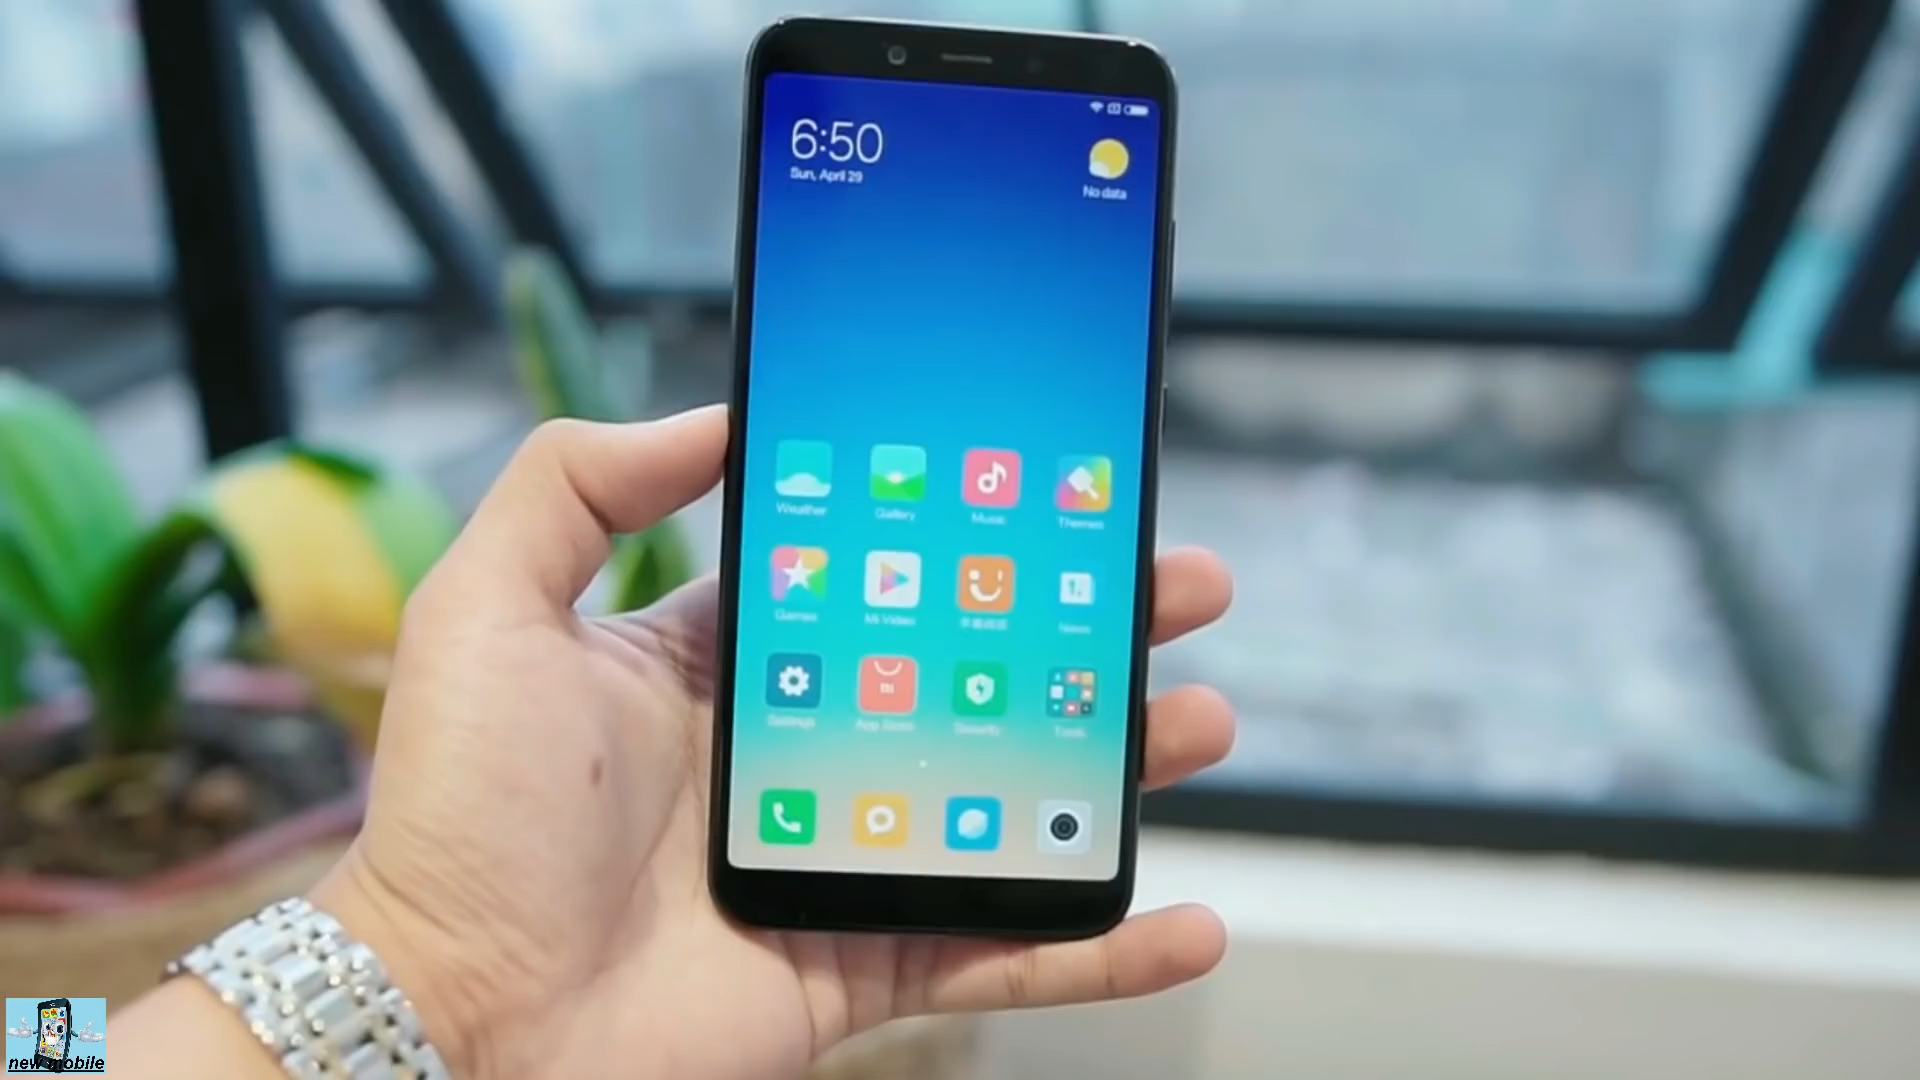 6:50
Sun, April 29
No data
Weather
Gallery
Music
Themes
Games
Mi Video
News
Settings
App Store
Security
Tools
new mobile